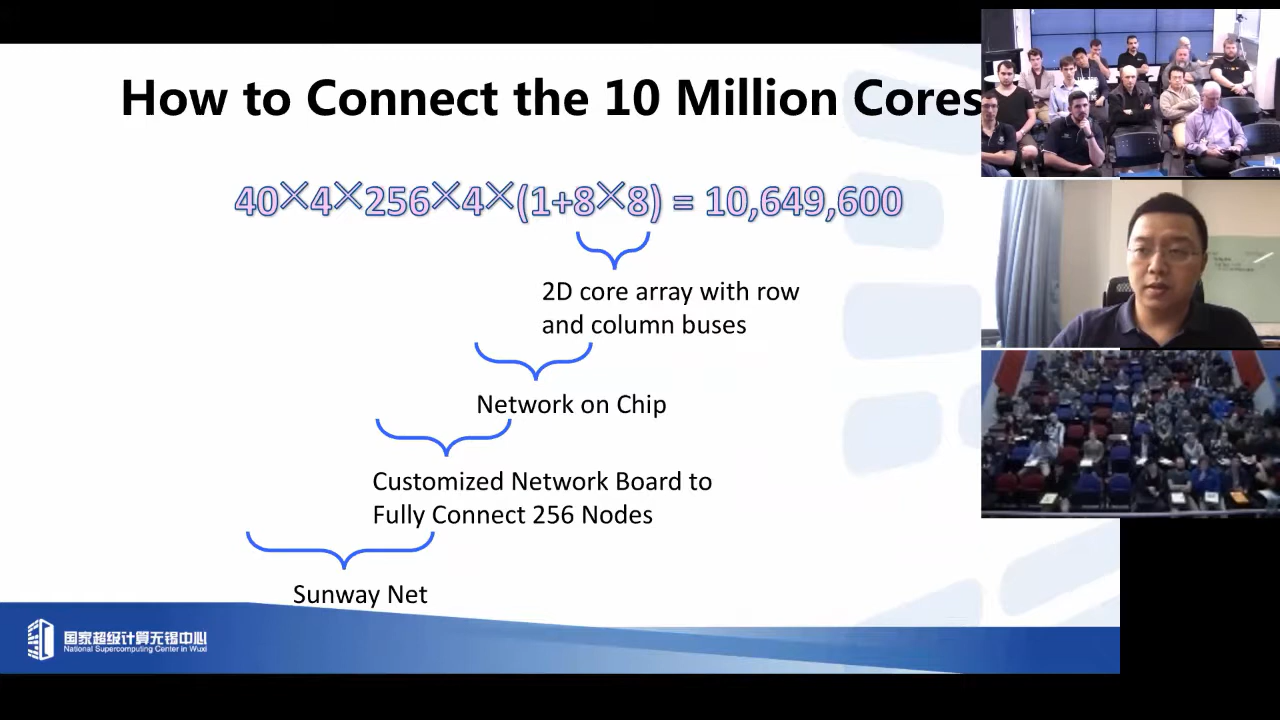 How to Connect the 10 Million Cores
40×4×256×4×(1+8×8) = 10,649,600
2D core array with row
and column buses
Network on Chip
Customized Network Board to
Fully Connect 256 Nodes
Sunway Net
国家超级计算无锡中心
National Supercomputing Center in Wuxi